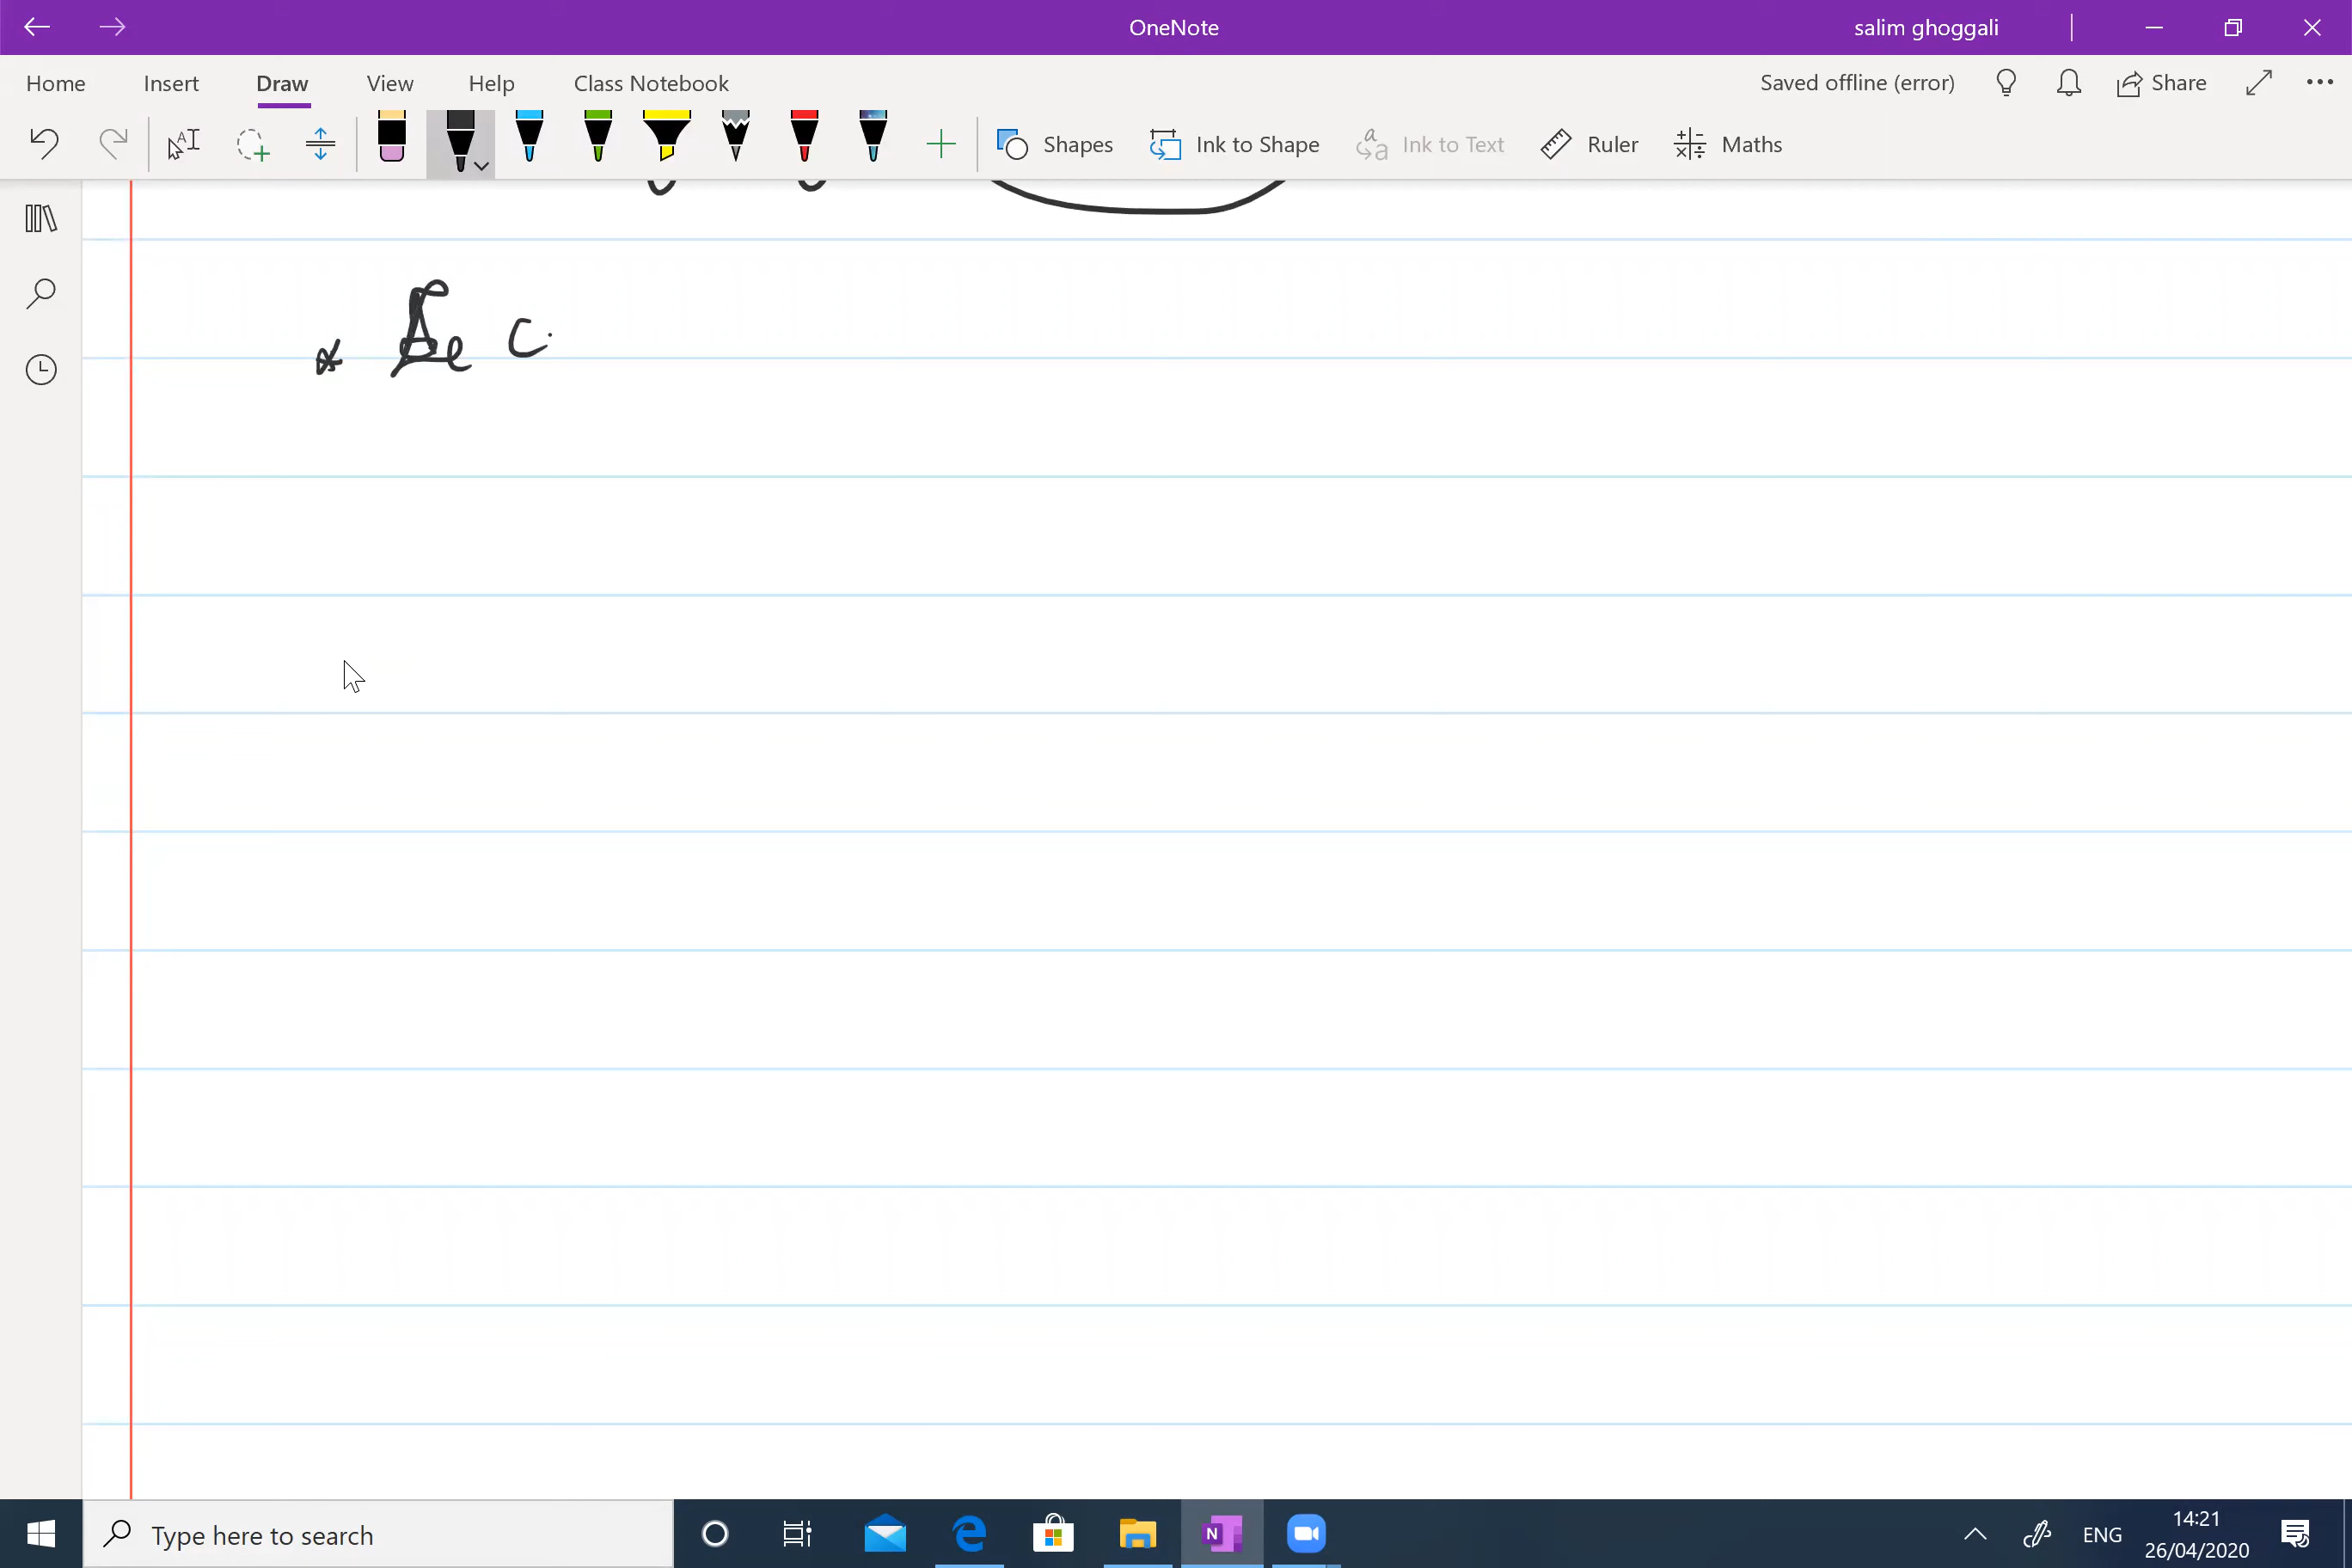 OneNote
salim ghoggali
Home Insert Draw View Help Class Notebook
Saved offline (error) Share
Shapes Ink to Shape Ink to Text Ruler Maths
Le c
Type here to search
ENG
14:21
26/04/2020